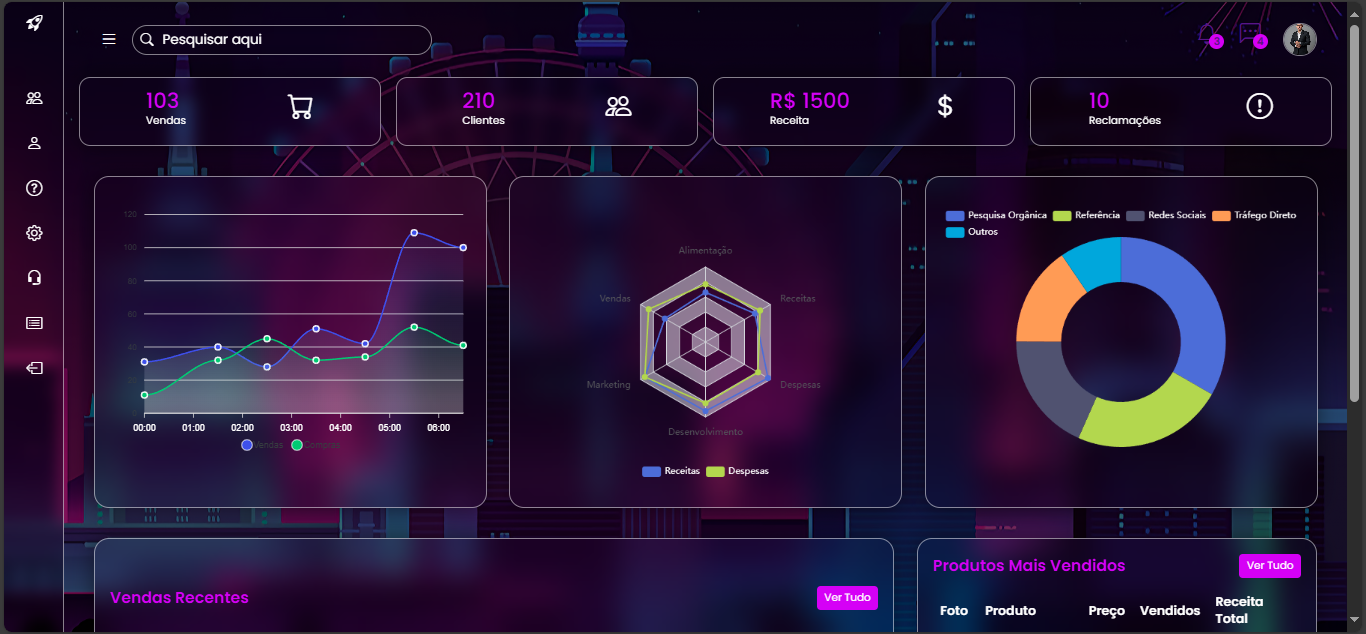 Pesquisar aqui
3
4
103
Vendas
210
Clientes
R$ 1500
Receita
$
10
Reclamações
120
100
80
60
40
20
0
00:00 01:00 02:00 03:00 04:00 05:00 06:00
Vendas Compras
Alimentação
Vendas
Receitas
Marketing
Despesas
Desenvolvimento
Receitas Despesas
Pesquisa Orgânica Referência Redes Sociais Tráfego Direto
Outros
Vendas Recentes
Ver Tudo
Produtos Mais Vendidos
Ver Tudo
Foto Produto Preço Vendidos Receita
Total